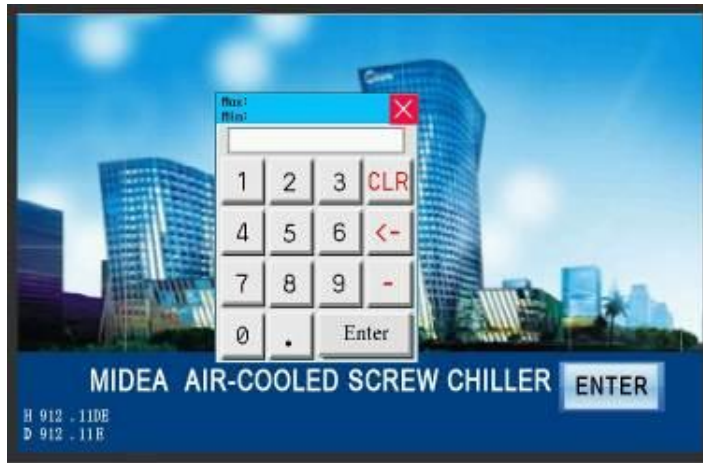 Max:
Min:
1 2 3 CLR
4 5 6 <-
7 8 9 -
0 . Enter
MIDEA AIR-COOLED SCREW CHILLER ENTER
H 912 .11DE
D 912 .11E